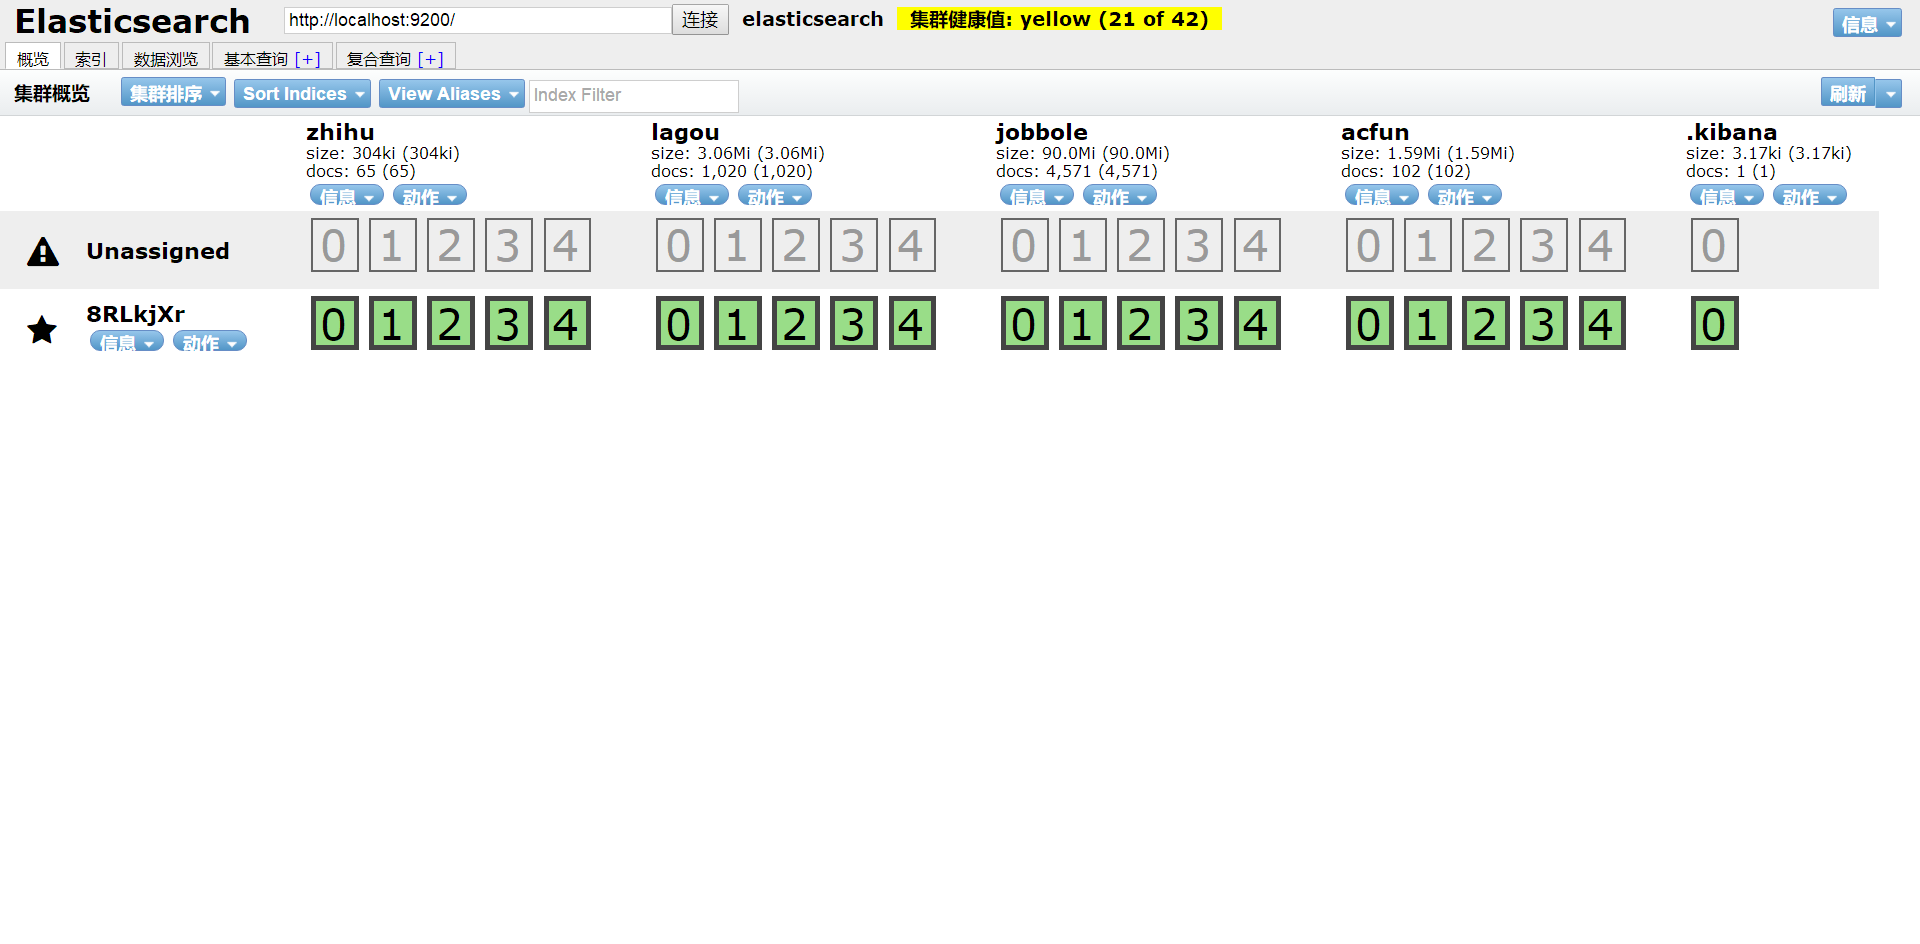 Elasticsearch http://localhost:9200/ 连接 elasticsearch 集群健康值: yellow (21 of 42) 信息
概览 索引 数据浏览 基本查询 [+] 复合查询 [+]
集群概览 集群排序 Sort Indices View Aliases Index Filter 刷新
zhihu lagou jobbole acfun .kibana
size: 304ki (304ki) size: 3.06Mi (3.06Mi) size: 90.0Mi (90.0Mi) size: 1.59Mi (1.59Mi) size: 3.17ki (3.17ki)
docs: 65 (65) docs: 1,020 (1,020) docs: 4,571 (4,571) docs: 102 (102) docs: 1 (1)
信息 动作 信息 动作 信息 动作 信息 动作 信息 动作
Unassigned 0 1 2 3 4 0 1 2 3 4 0 1 2 3 4 0 1 2 3 4 0
8RLkjXr 0 1 2 3 4 0 1 2 3 4 0 1 2 3 4 0 1 2 3 4 0
信息 动作